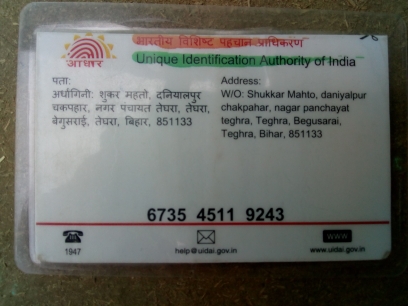 भारतीय विशिष्ट पहचान प्राधिकरण
Unique Identification Authority of India
आधार
पता:
अर्धांगिनी: शुकर महतो, दनियालपुर
चकपहार, नगर पंचायत तेघरा, तेघरा,
बेगुसराई, तेघरा, बिहार, 851133
Address:
W/O: Shukkar Mahto, daniyalpur
chakpahar, nagar panchayat
teghra, Teghra, Begusarai,
Teghra, Bihar, 851133
6735 4511 9243
1947
help@uidai.gov.in
WWW
www.uidai.gov.in